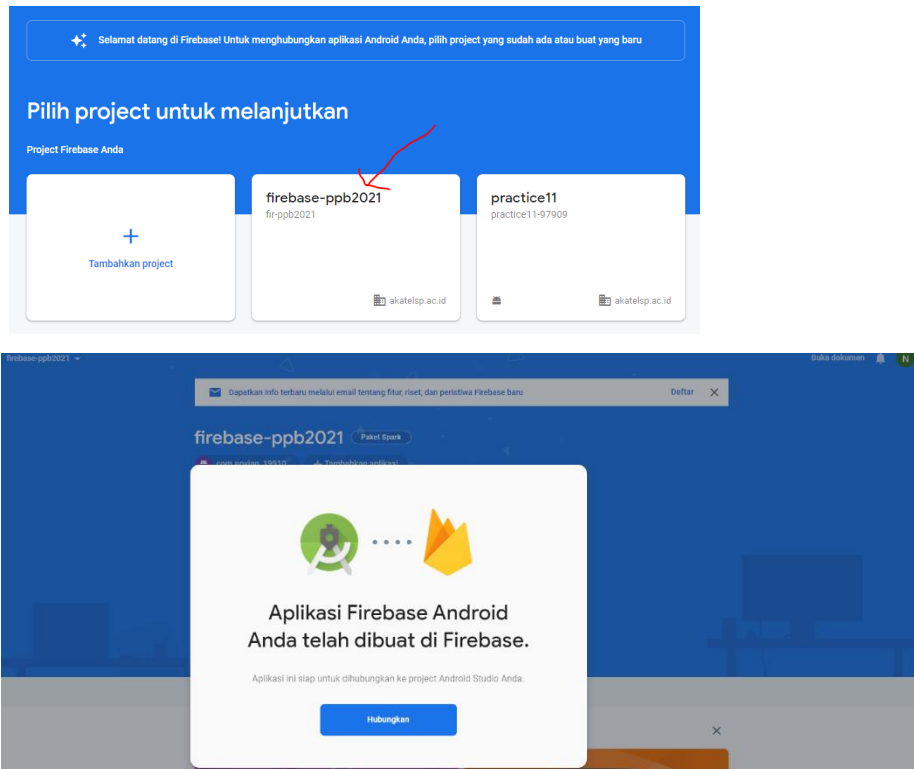 Selamat datang di Firebase! Untuk menghubungkan aplikasi Android Anda, pilih project yang sudah ada atau buat yang baru
Pilih project untuk melanjutkan
Project Firebase Anda
Tambahkan project
firebase-ppb2021
fir-ppb2021
akatelsp.ac.id
practice11
practice11-97909
akatelsp.ac.id
firebase-ppb2021
Buka dokumen
N
Dapatkan info terbaru melalui email tentang fitur, riset, dan peristiwa Firebase baru
Daftar
firebase-ppb2021
Paket Spark
+ Tambahkan aplikasi
Aplikasi Firebase Android
Anda telah dibuat di Firebase.
Aplikasi ini siap untuk dihubungkan ke project Android Studio Anda.
Hubungkan